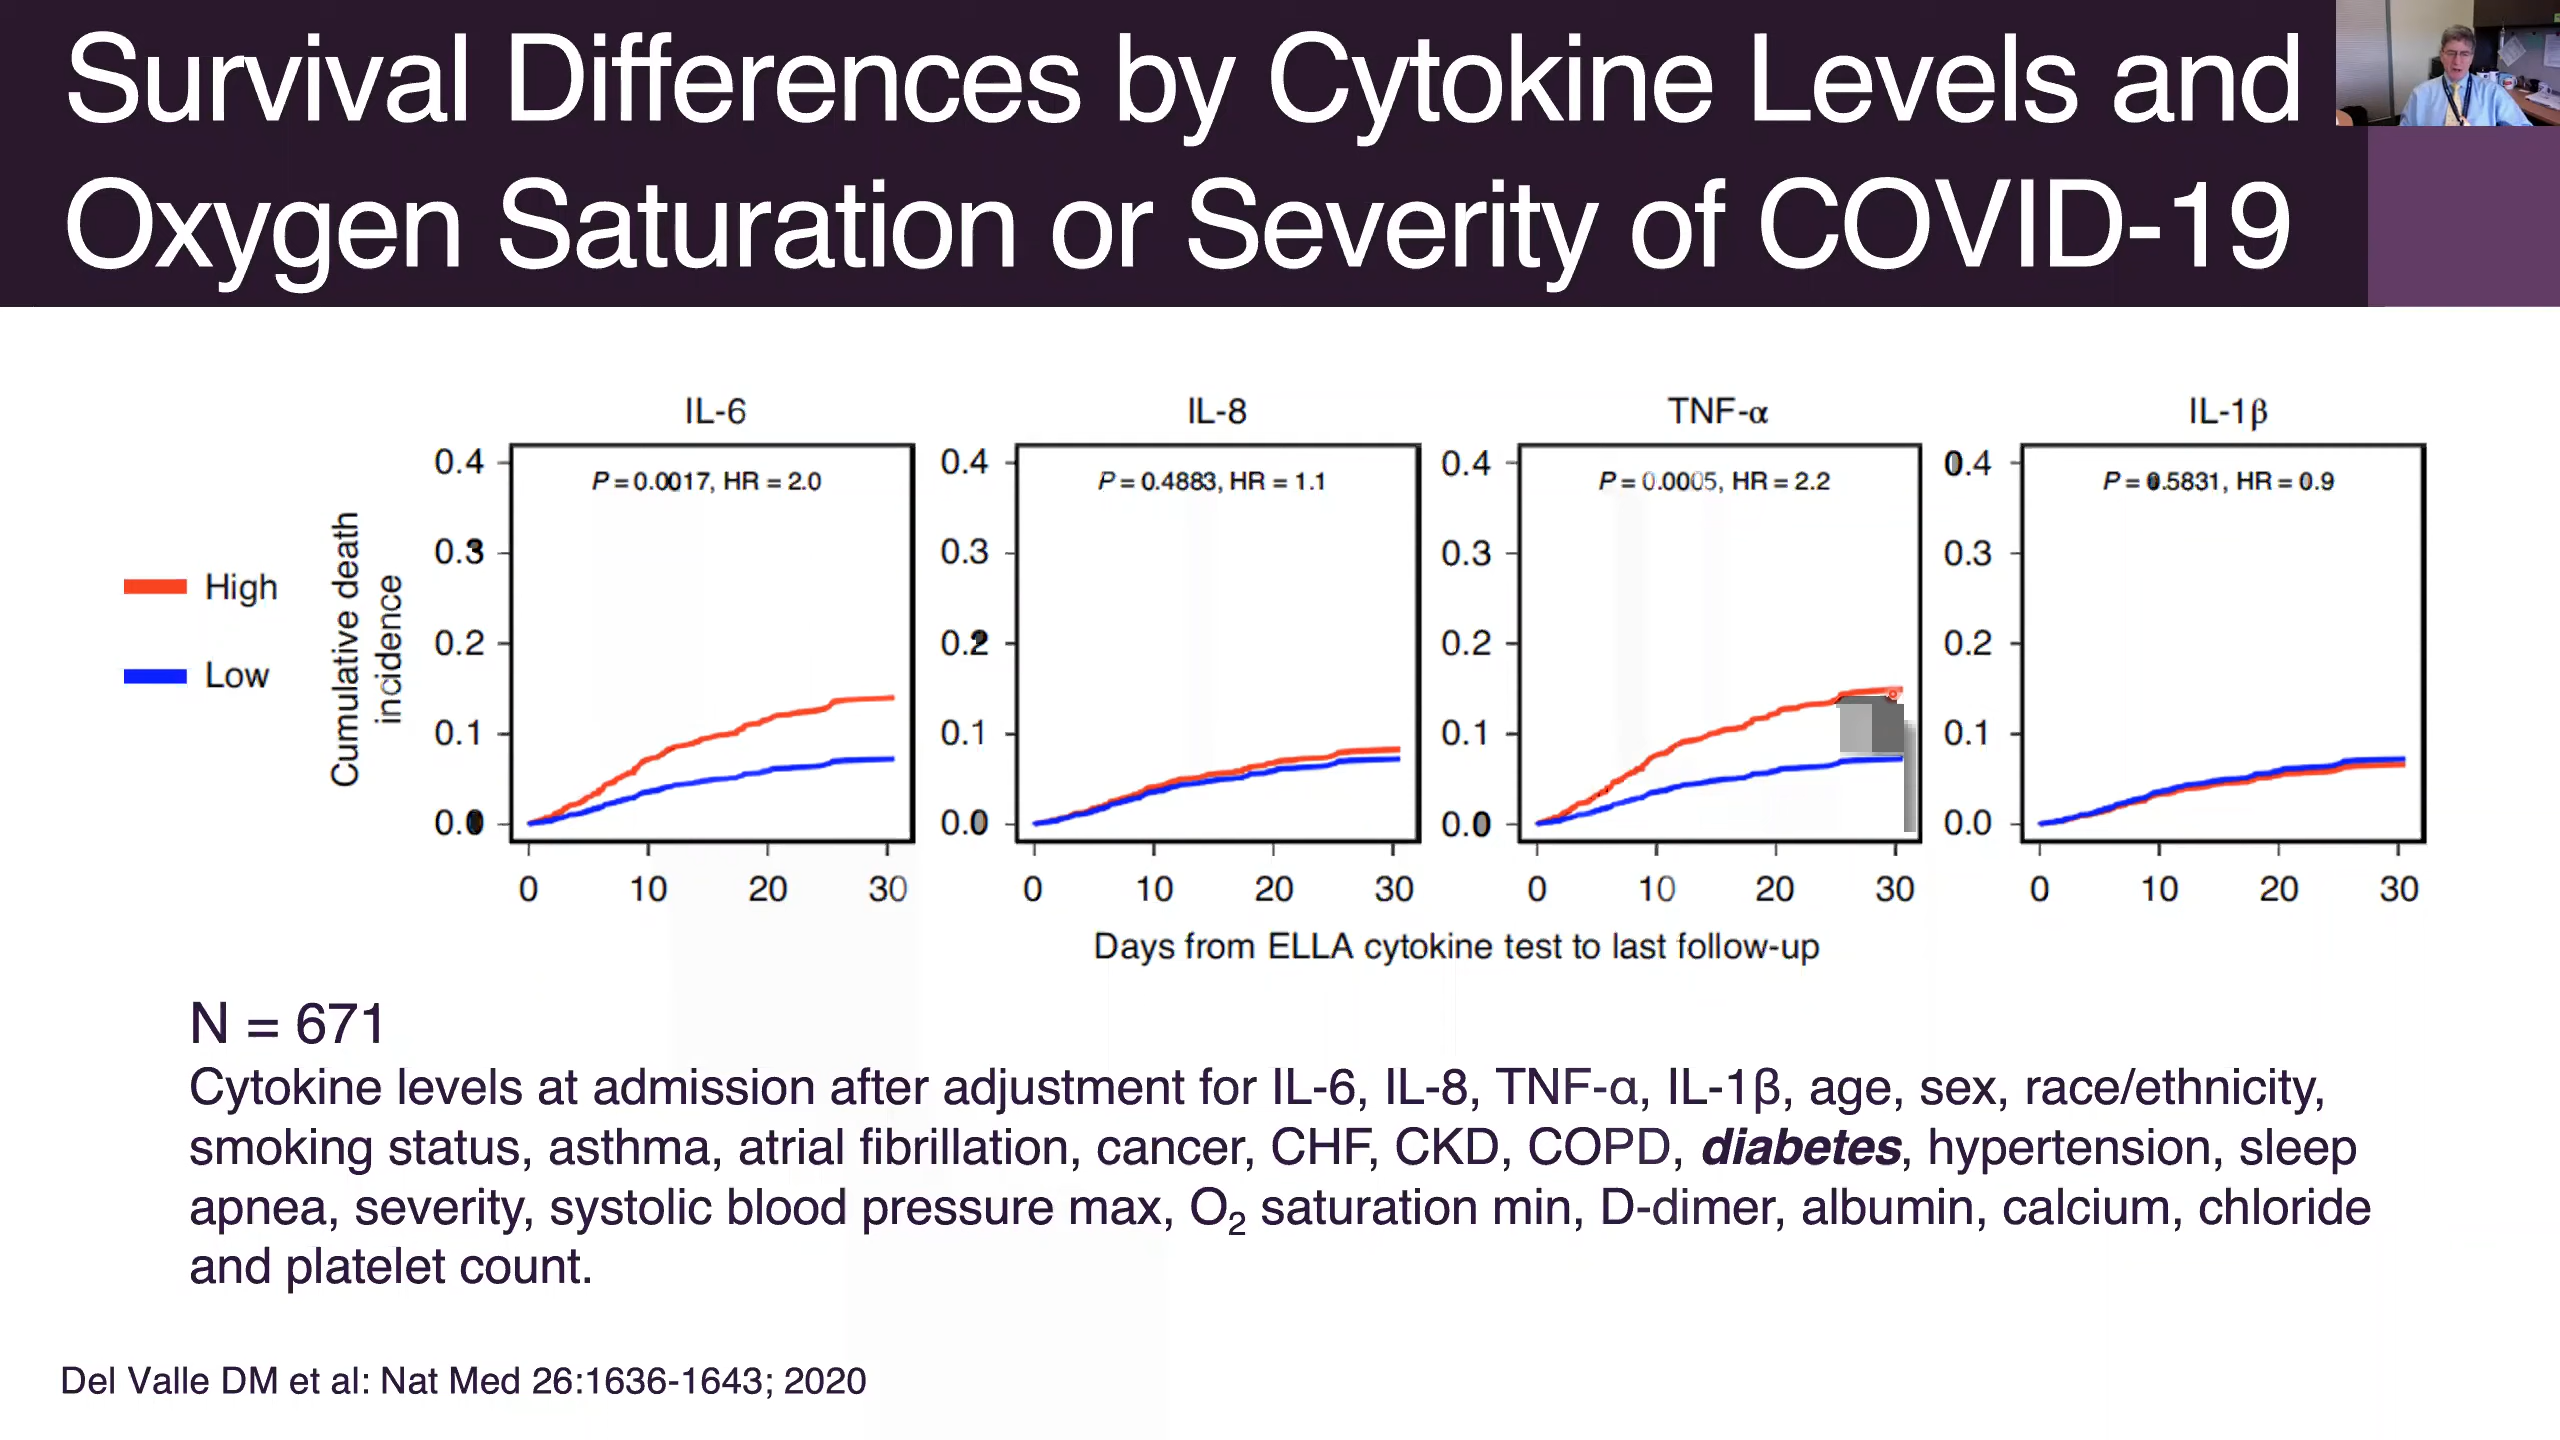 Survival Differences by Cytokine Levels and
Oxygen Saturation or Severity of COVID-19
High
Low
Cumulative death
incidence
IL-6
P = 0.0017, HR = 2.0
0.4
0.3
0.2
0.1
0.0
0 10 20 30
IL-8
P = 0.4883, HR = 1.1
0.4
0.3
0.2
0.1
0.0
0 10 20 30
TNF-α
P = 0.0005, HR = 2.2
0.4
0.3
0.2
0.1
0.0
0 10 20 30
IL-1β
P = 0.5831, HR = 0.9
0.4
0.3
0.2
0.1
0.0
0 10 20 30
Days from ELLA cytokine test to last follow-up
N = 671
Cytokine levels at admission after adjustment for IL-6, IL-8, TNF-α, IL-1β, age, sex, race/ethnicity,
smoking status, asthma, atrial fibrillation, cancer, CHF, CKD, COPD, diabetes, hypertension, sleep
apnea, severity, systolic blood pressure max, O₂ saturation min, D-dimer, albumin, calcium, chloride
and platelet count.
Del Valle DM et al: Nat Med 26:1636-1643; 2020